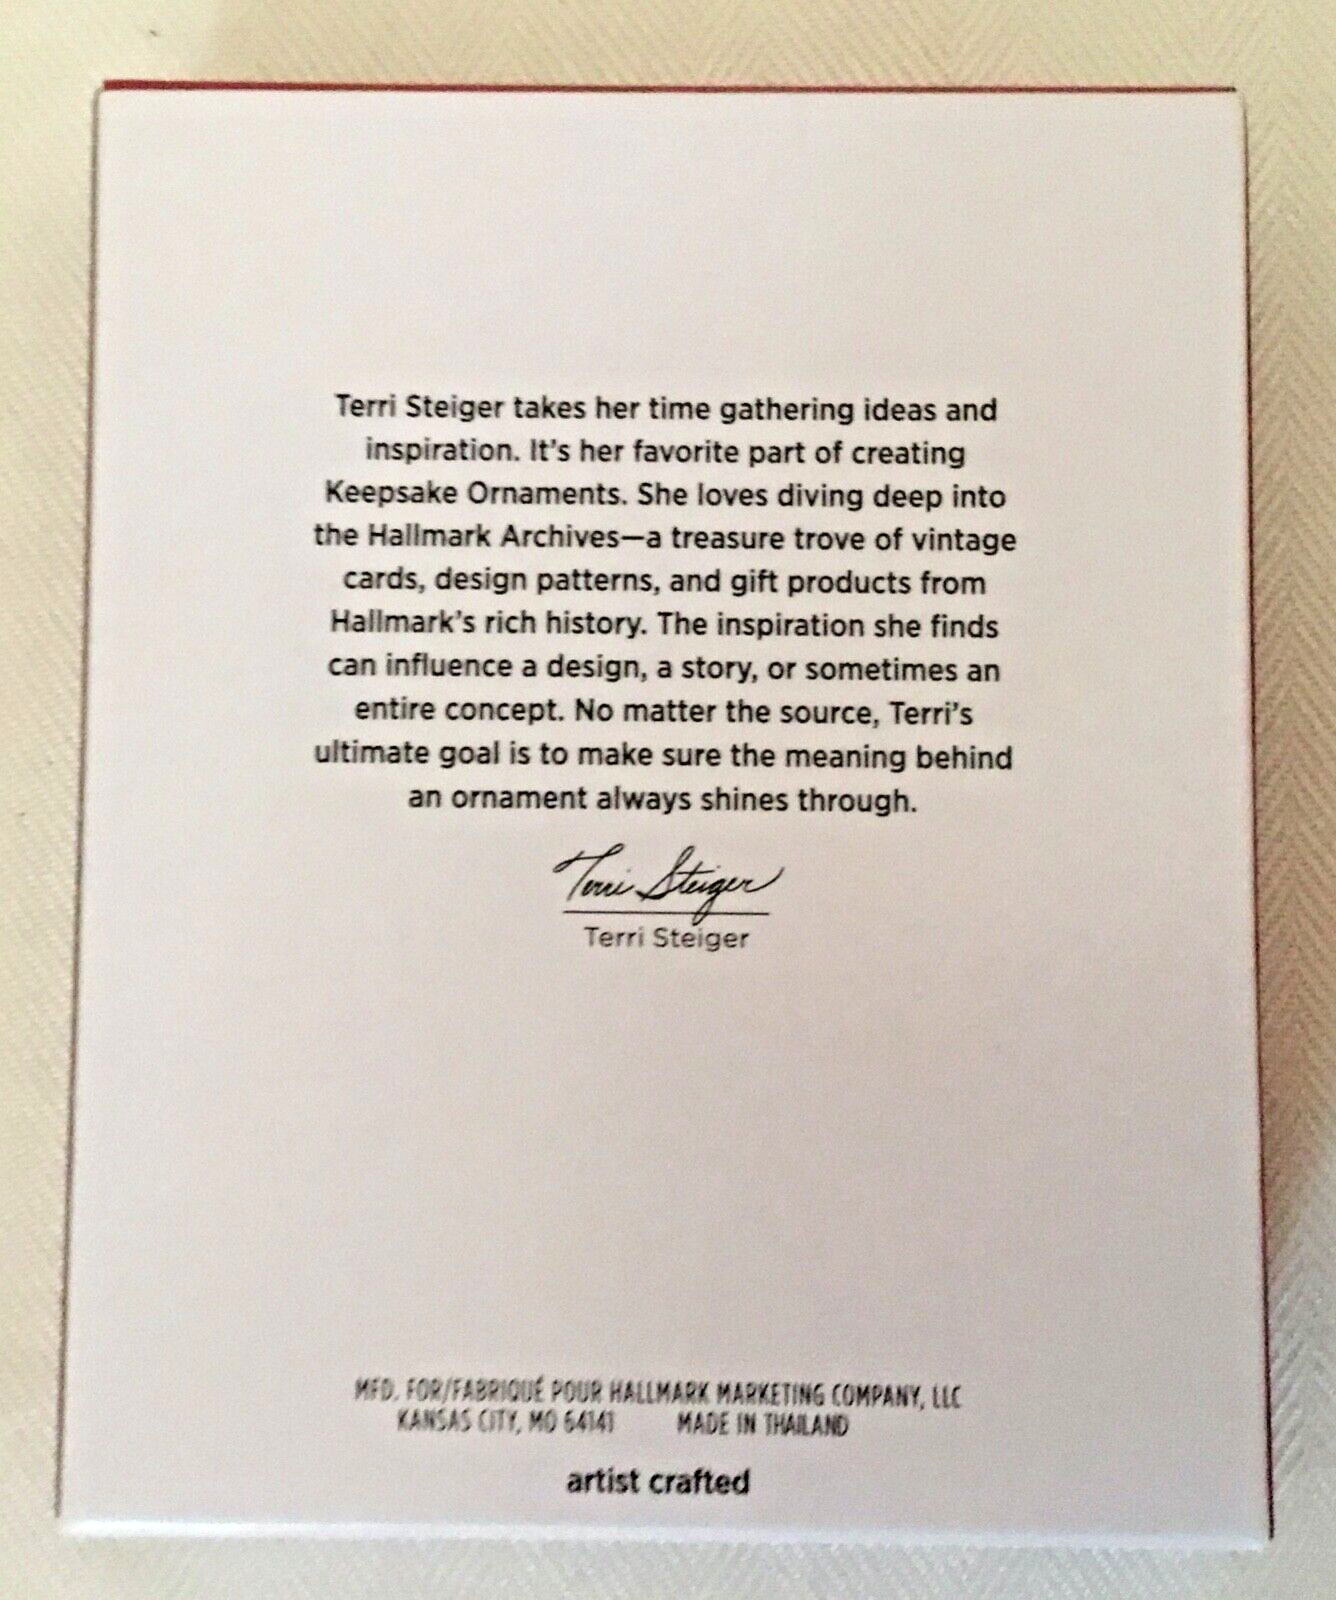 Terri Steiger takes her time gathering ideas and
inspiration. It's her favorite part of creating
Keepsake Ornaments. She loves diving deep into
the Hallmark Archives—a treasure trove of vintage
cards, design patterns, and gift products from
Hallmark's rich history. The inspiration she finds
can influence a design, a story, or sometimes an
entire concept. No matter the source, Terri's
ultimate goal is to make sure the meaning behind
an ornament always shines through.
Terri Steiger
Terri Steiger
MFD. FOR/FABRIQUÉ POUR HALLMARK MARKETING COMPANY, LLC
KANSAS CITY, MO 64141 MADE IN THAILAND
artist crafted